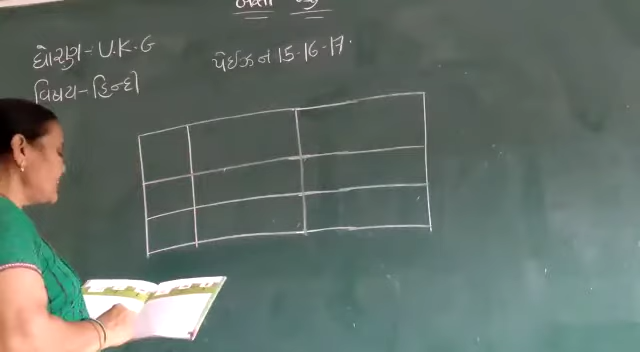 ધોરણ - U.K.G
પેઈજ નં 15-16-17.
વિષય - હિન્દી